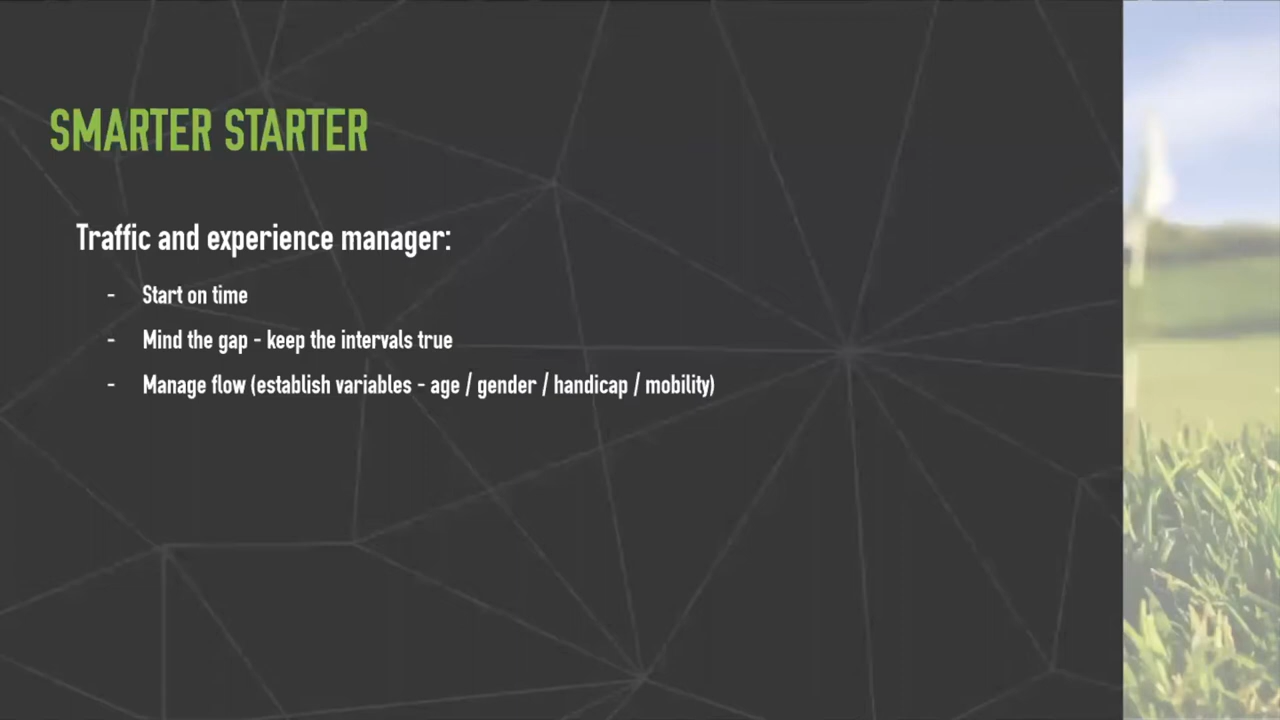 SMARTER STARTER
Traffic and experience manager:
- Start on time
- Mind the gap - keep the intervals true
- Manage flow (establish variables - age / gender / handicap / mobility)